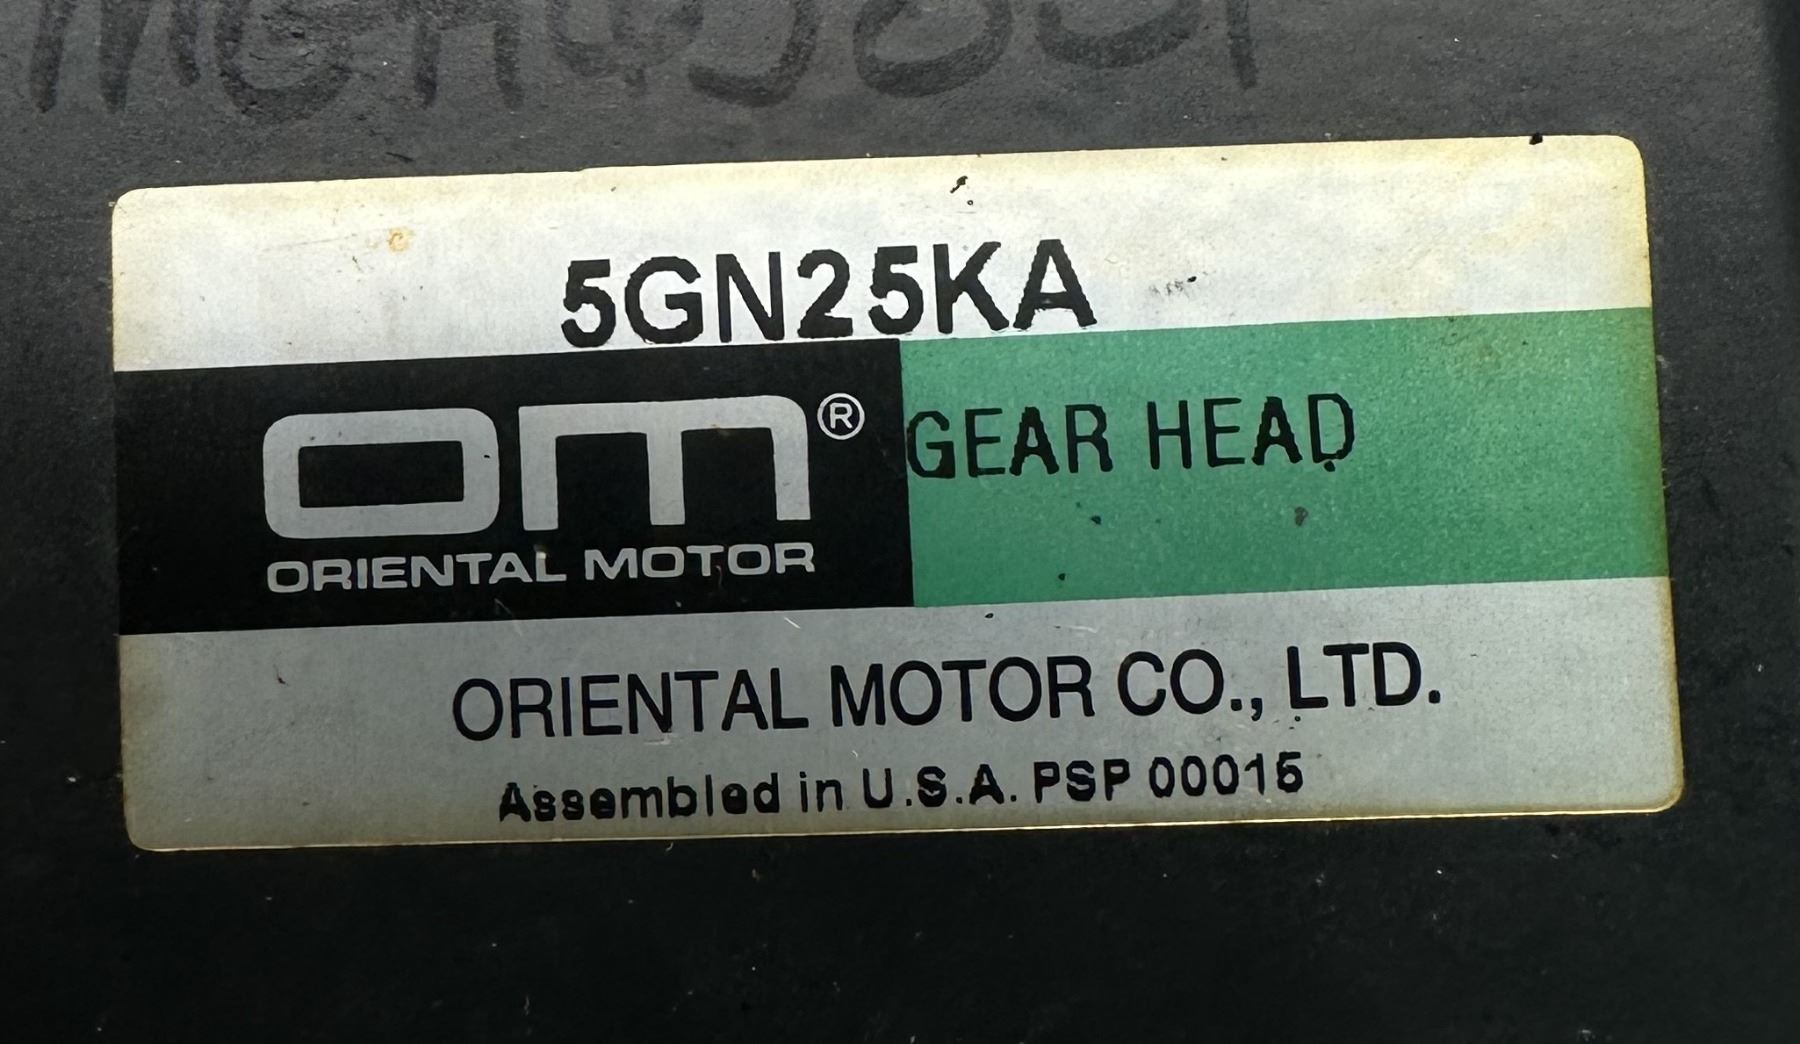 5GN25KA
om®
GEAR HEAD
ORIENTAL MOTOR
ORIENTAL MOTOR CO., LTD.
Assembled in U.S.A. PSP 00015